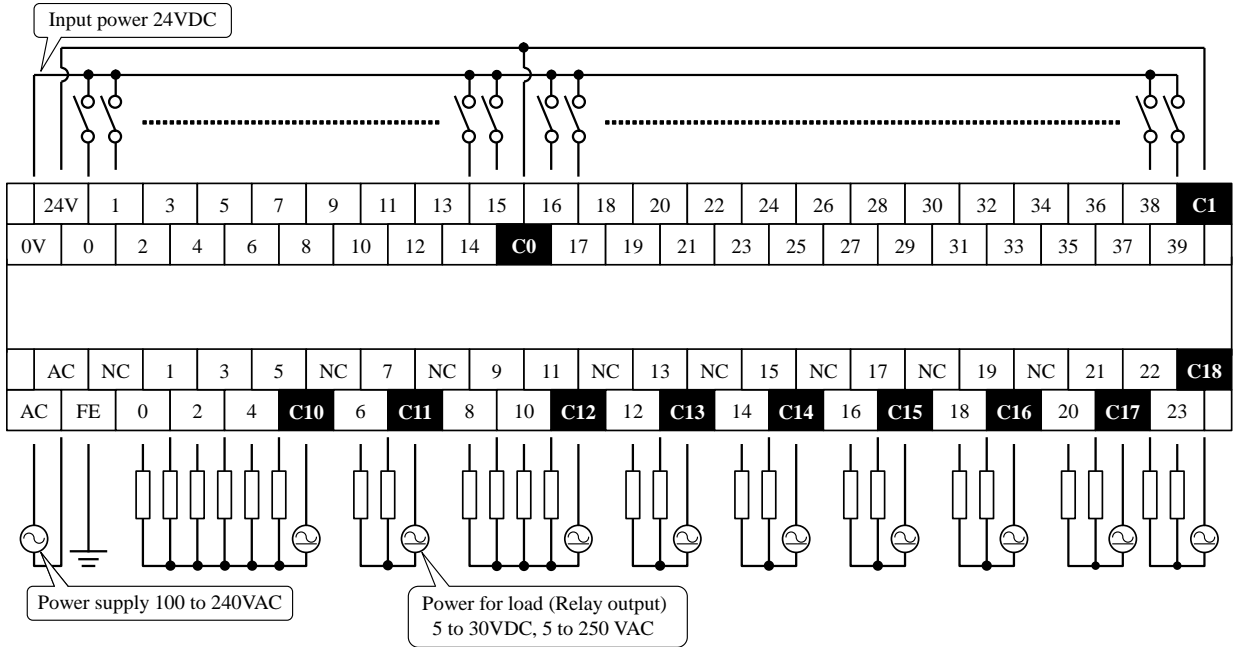 Input power 24VDC
24V 1 3 5 7 9 11 13 15 16 18 20 22 24 26 28 30 32 34 36 38 C1
0V 0 2 4 6 8 10 12 14 C0 17 19 21 23 25 27 29 31 33 35 37 39
AC NC 1 3 5 NC 7 NC 9 11 NC 13 NC 15 NC 17 NC 19 NC 21 22 C18
AC FE 0 2 4 C10 6 C11 8 10 C12 12 C13 14 C14 16 C15 18 C16 20 C17 23
Power supply 100 to 240VAC
Power for load (Relay output)
5 to 30VDC, 5 to 250 VAC